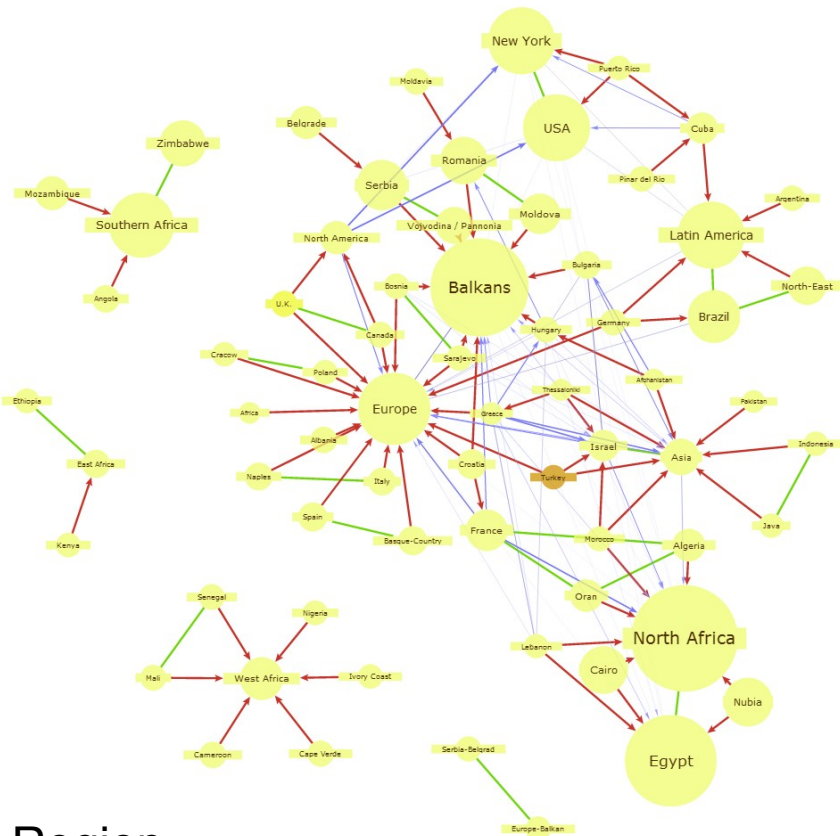 New York
Puerto Rico
Moldavia
Belgrade
USA
Cuba
Zimbabwe
Romania
Serbia
Pinar del Rio
Mozambique
Argentina
Moldova
Southern Africa
Vojvodina / Pannonia
North America
Latin America
Bulgaria
Balkans
Bosnia
North-East
Angola
U.K.
Brazil
Germany
Hungary
Canada
Cracow
Sarajevo
Poland
Afghanistan
Thessaloniki
Ethiopia
Africa
Europe
Greece
Pakistan
Albania
Israel
Indonesia
Asia
East Africa
Croatia
Naples
Italy
Turkey
Spain
France
Java
Basque-Country
Morocco
Algeria
Kenya
Senegal
Oran
Nigeria
North Africa
Lebanon
Cairo
Mali
West Africa
Ivory Coast
Nubia
Serbia-Belgrad
Cameroon
Cape Verde
Egypt
Europe-Balkan
Region